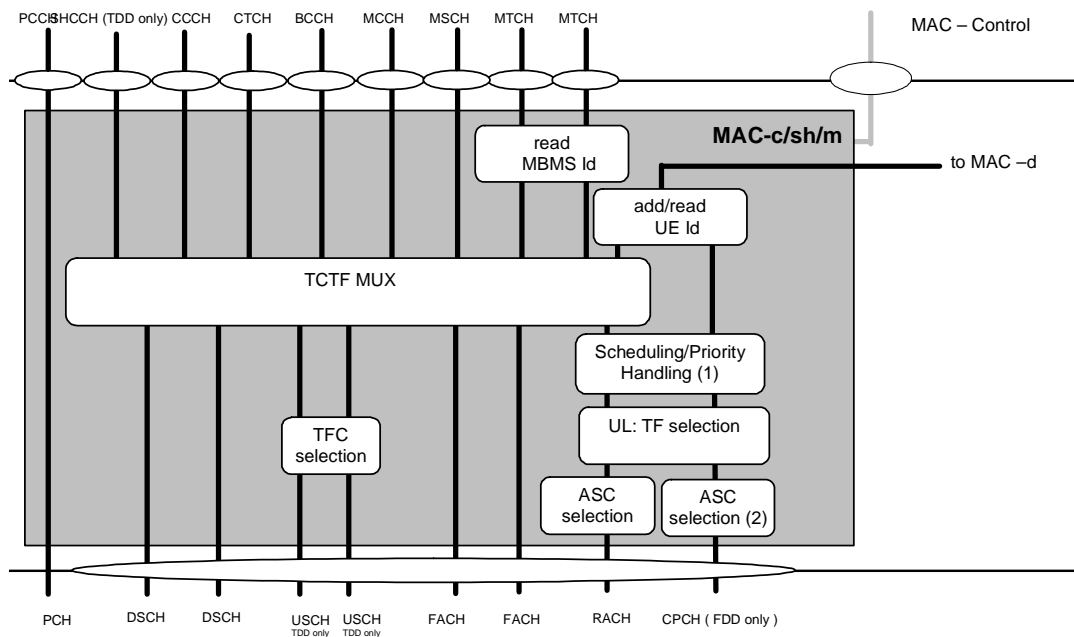 PCCH SHCCH (TDD only) CCCH CTCH BCCH MCCH MSCH MTCH MTCH
MAC – Control
MAC-c/sh/m
read
MBMS Id
to MAC –d
add/read
UE Id
TCTF MUX
Scheduling/Priority
Handling (1)
TFC
selection
UL: TF selection
ASC
selection
ASC
selection (2)
PCH DSCH DSCH USCH USCH FACH FACH RACH CPCH ( FDD only )
TDD only TDD only